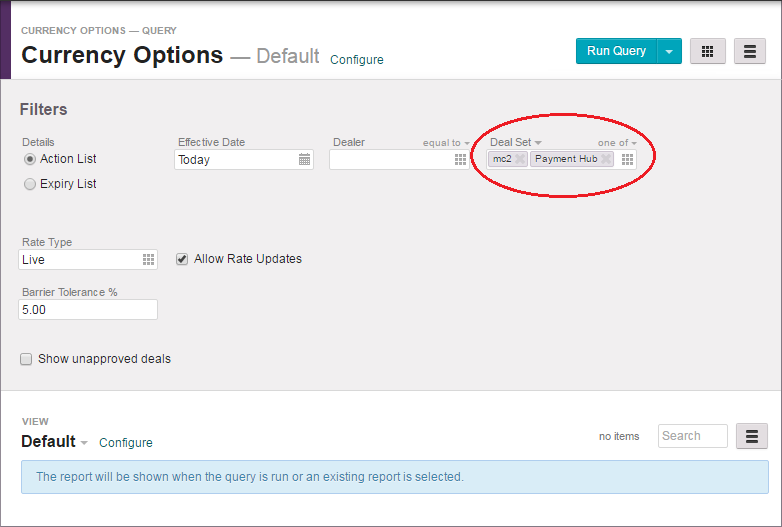 CURRENCY OPTIONS — QUERY
Currency Options — Default Configure
Run Query
Filters
Details
Action List
Expiry List
Effective Date
Today
Dealer equal to
Deal Set one of
mc2 Payment Hub
Rate Type
Live
Allow Rate Updates
Barrier Tolerance %
5.00
Show unapproved deals
VIEW
Default Configure
no items Search
The report will be shown when the query is run or an existing report is selected.